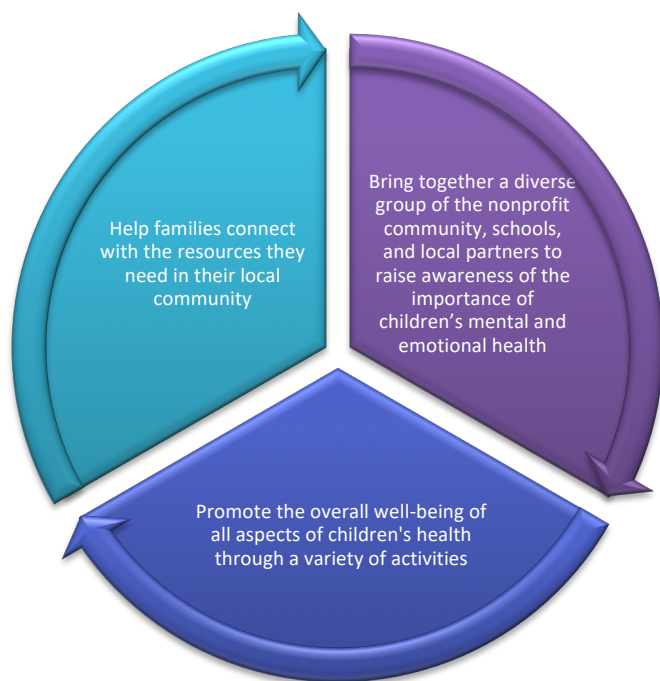 Help families connect
with the resources they
need in their local
community
Bring together a diverse
group of the nonprofit
community, schools,
and local partners to
raise awareness of the
importance of
children’s mental and
emotional health
Promote the overall well-being of
all aspects of children's health
through a variety of activities